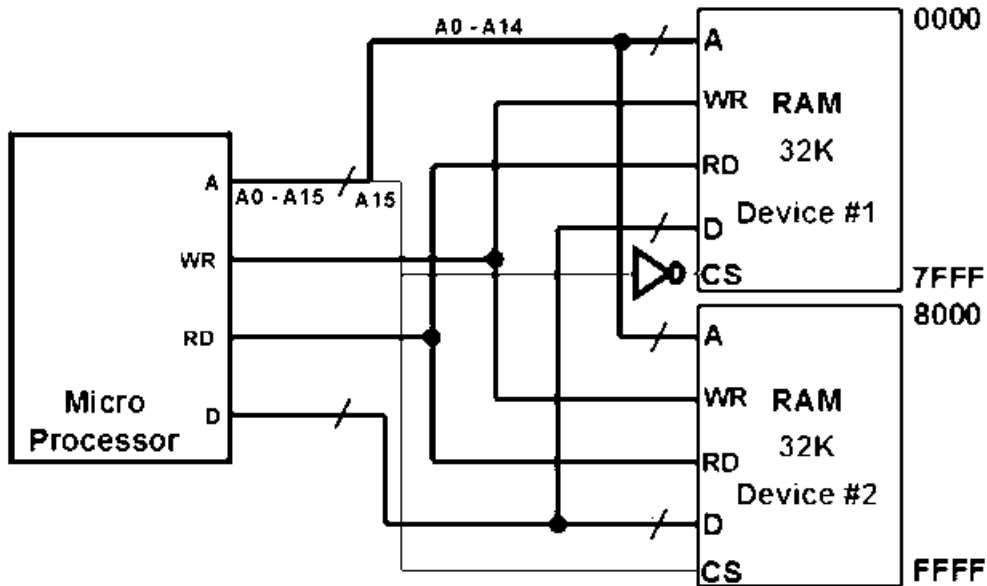 A0 - A14
0000
A
WR
RAM
32K
RD
Device #1
D
CS
7FFF
A
A0 - A15
A15
WR
RD
D
Micro
Processor
8000
A
WR
RAM
32K
RD
Device #2
D
CS
FFFF